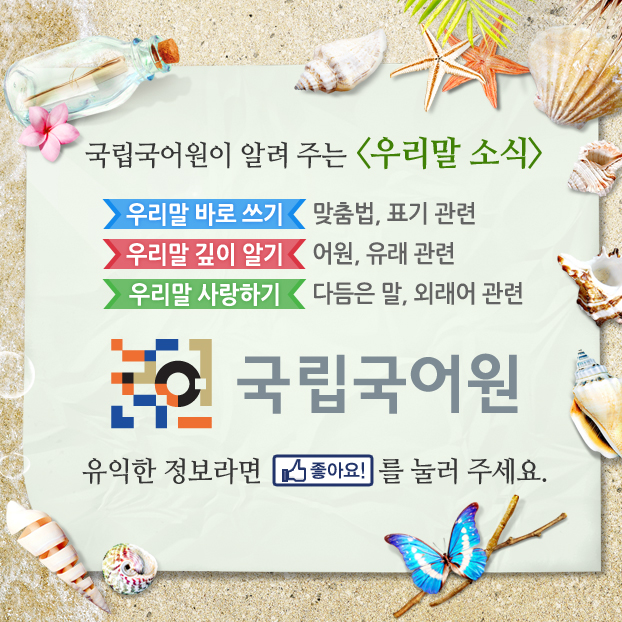 국립국어원이 알려 주는 〈우리말 소식〉
우리말 바로 쓰기 맞춤법, 표기 관련
우리말 깊이 알기 어원, 유래 관련
우리말 사랑하기 다듬은 말, 외래어 관련
국립국어원
유익한 정보라면 좋아요! 를 눌러 주세요.